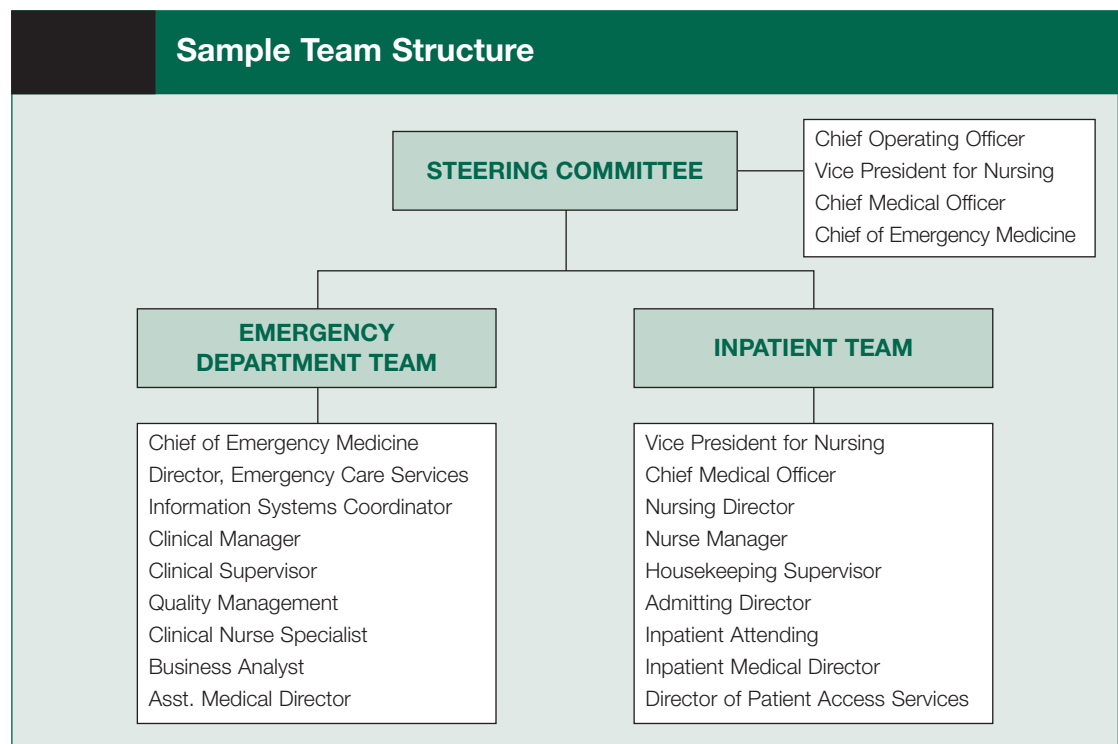 Sample Team Structure
STEERING COMMITTEE
Chief Operating Officer
Vice President for Nursing
Chief Medical Officer
Chief of Emergency Medicine
EMERGENCY
DEPARTMENT TEAM
Chief of Emergency Medicine
Director, Emergency Care Services
Information Systems Coordinator
Clinical Manager
Clinical Supervisor
Quality Management
Clinical Nurse Specialist
Business Analyst
Asst. Medical Director
INPATIENT TEAM
Vice President for Nursing
Chief Medical Officer
Nursing Director
Nurse Manager
Housekeeping Supervisor
Admitting Director
Inpatient Attending
Inpatient Medical Director
Director of Patient Access Services